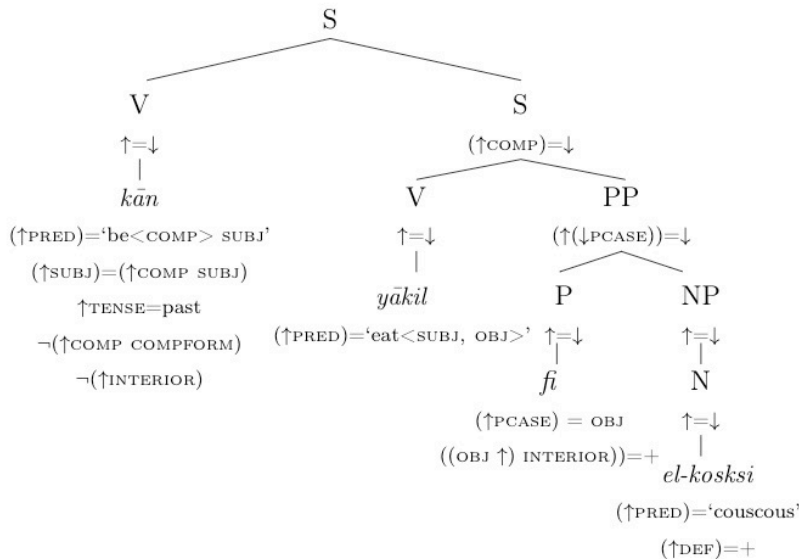 S
V S
↑=↓ (↑COMP)=↓
kān V PP
(↑PRED)=‘be<COMP> SUBJ’ ↑=↓ (↑(↓PCASE))=↓
(↑SUBJ)=(↑COMP SUBJ) yākil P NP
↑TENSE=past (↑PRED)=‘eat<SUBJ, OBJ>’ ↑=↓ ↑=↓
¬(↑COMP COMPFORM) fi N
¬(↑INTERIOR) (↑PCASE) = OBJ ↑=↓
((OBJ ↑) INTERIOR))=+ el-kosksi
(↑PRED)=‘couscous’
(↑DEF)=+